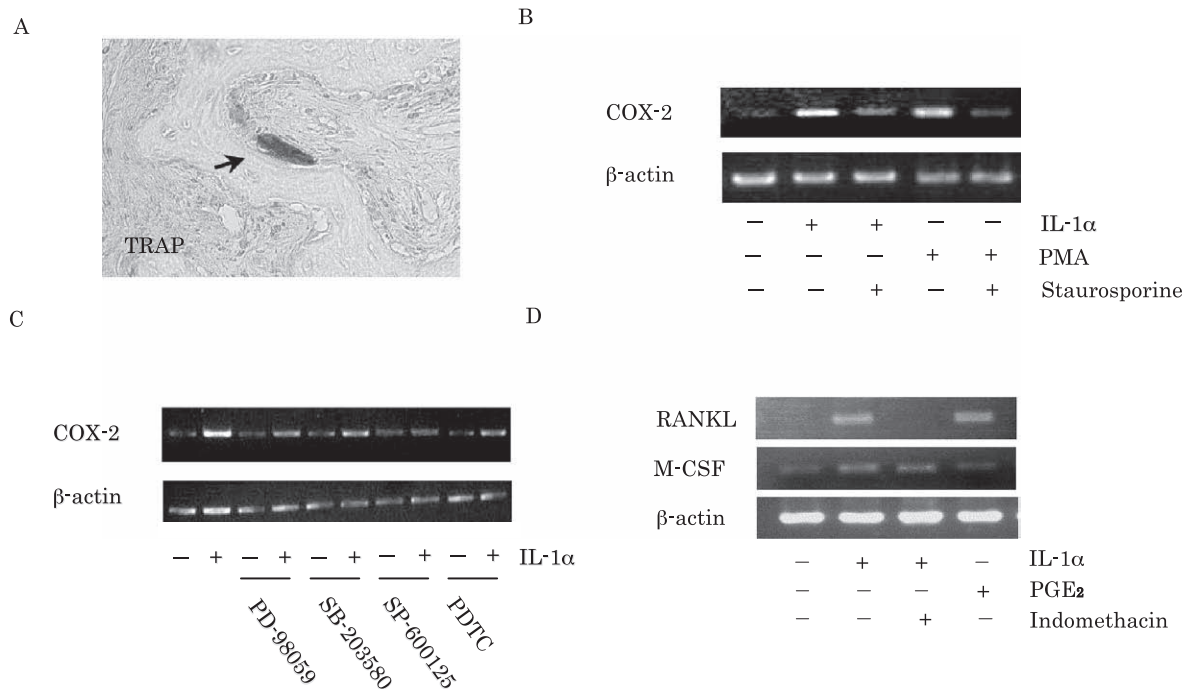 A
TRAP
B
COX-2
β-actin
— + + — — IL-1α
— — — + + PMA
— — + — + Staurosporine
C
COX-2
β-actin
— + — + — + — + — + IL-1α
PD-98059 SB-203580 SP-600125 PDTC
D
RANKL
M-CSF
β-actin
— + + — IL-1α
— — — + PGE₂
— — + — Indomethacin